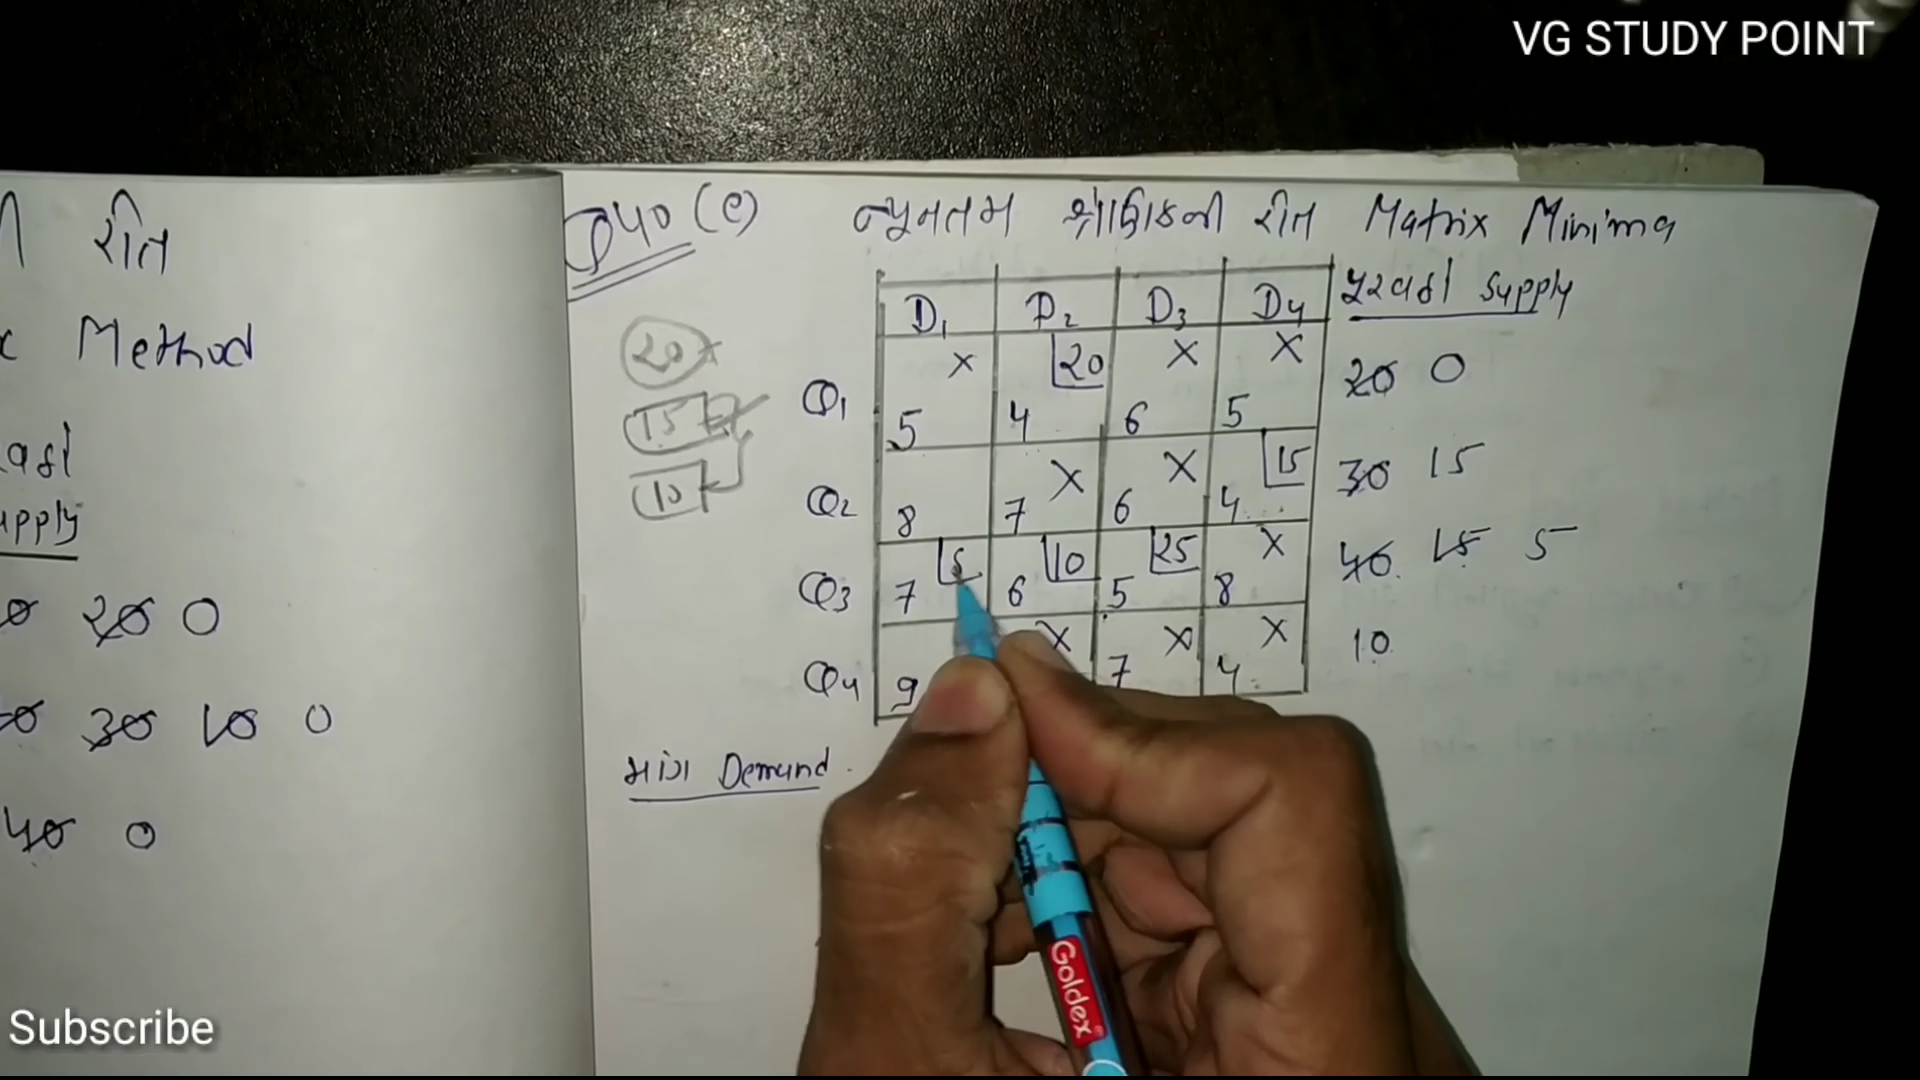 VG STUDY POINT
રીત
Method
20 0
30 10 0
40 0
Q 40 (e) ન્યુનતમ શ્રેણિકની રીત Matrix Minima
પુરવઠો Supply
D1 D2 D3 D4
20
15
10
O1 5 × 4 20 6 × 5 × 20 0
O2 8 7 × 6 × 4 15 30 15
O3 7 5 6 10 5 25 8 × 40 15 5
O4 9 × 7 × 4 × 10
માંગ Demand
Goldex
Subscribe